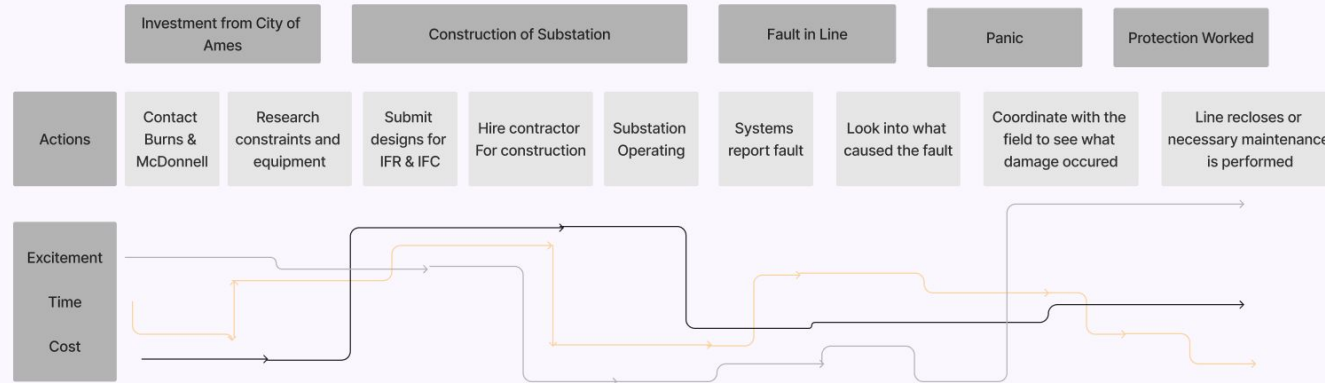 Investment from City of
Ames
Construction of Substation
Fault in Line
Panic
Protection Worked
Actions
Contact
Burns &
McDonnell
Research
constraints and
equipment
Submit
designs for
IFR & IFC
Hire contractor
For construction
Substation
Operating
Systems
report fault
Look into what
caused the fault
Coordinate with the
field to see what
damage occured
Line recloses or
necessary maintenance
is performed
Excitement
Time
Cost